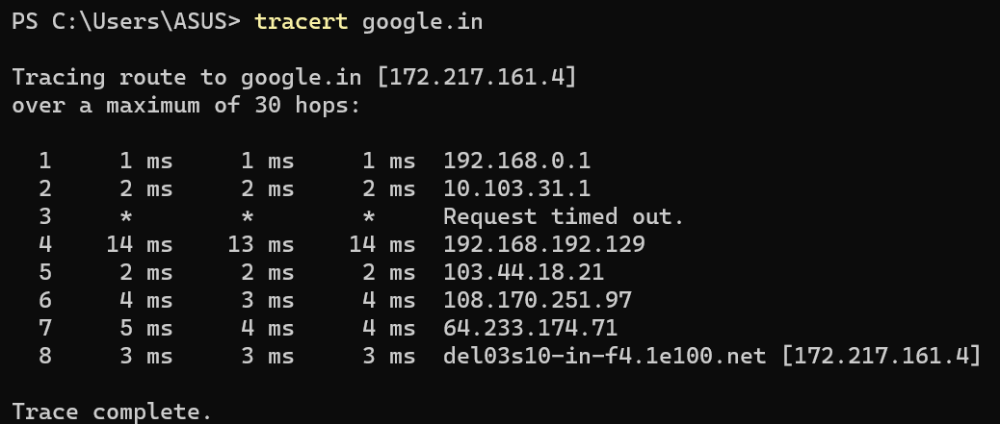 PS C:\Users\ASUS> tracert google.in
Tracing route to google.in [172.217.161.4]
over a maximum of 30 hops:
1 1 ms 1 ms 1 ms 192.168.0.1
2 2 ms 2 ms 2 ms 10.103.31.1
3 * * * Request timed out.
4 14 ms 13 ms 14 ms 192.168.192.129
5 2 ms 2 ms 2 ms 103.44.18.21
6 4 ms 3 ms 4 ms 108.170.251.97
7 5 ms 4 ms 4 ms 64.233.174.71
8 3 ms 3 ms 3 ms del03s10-in-f4.1e100.net [172.217.161.4]
Trace complete.